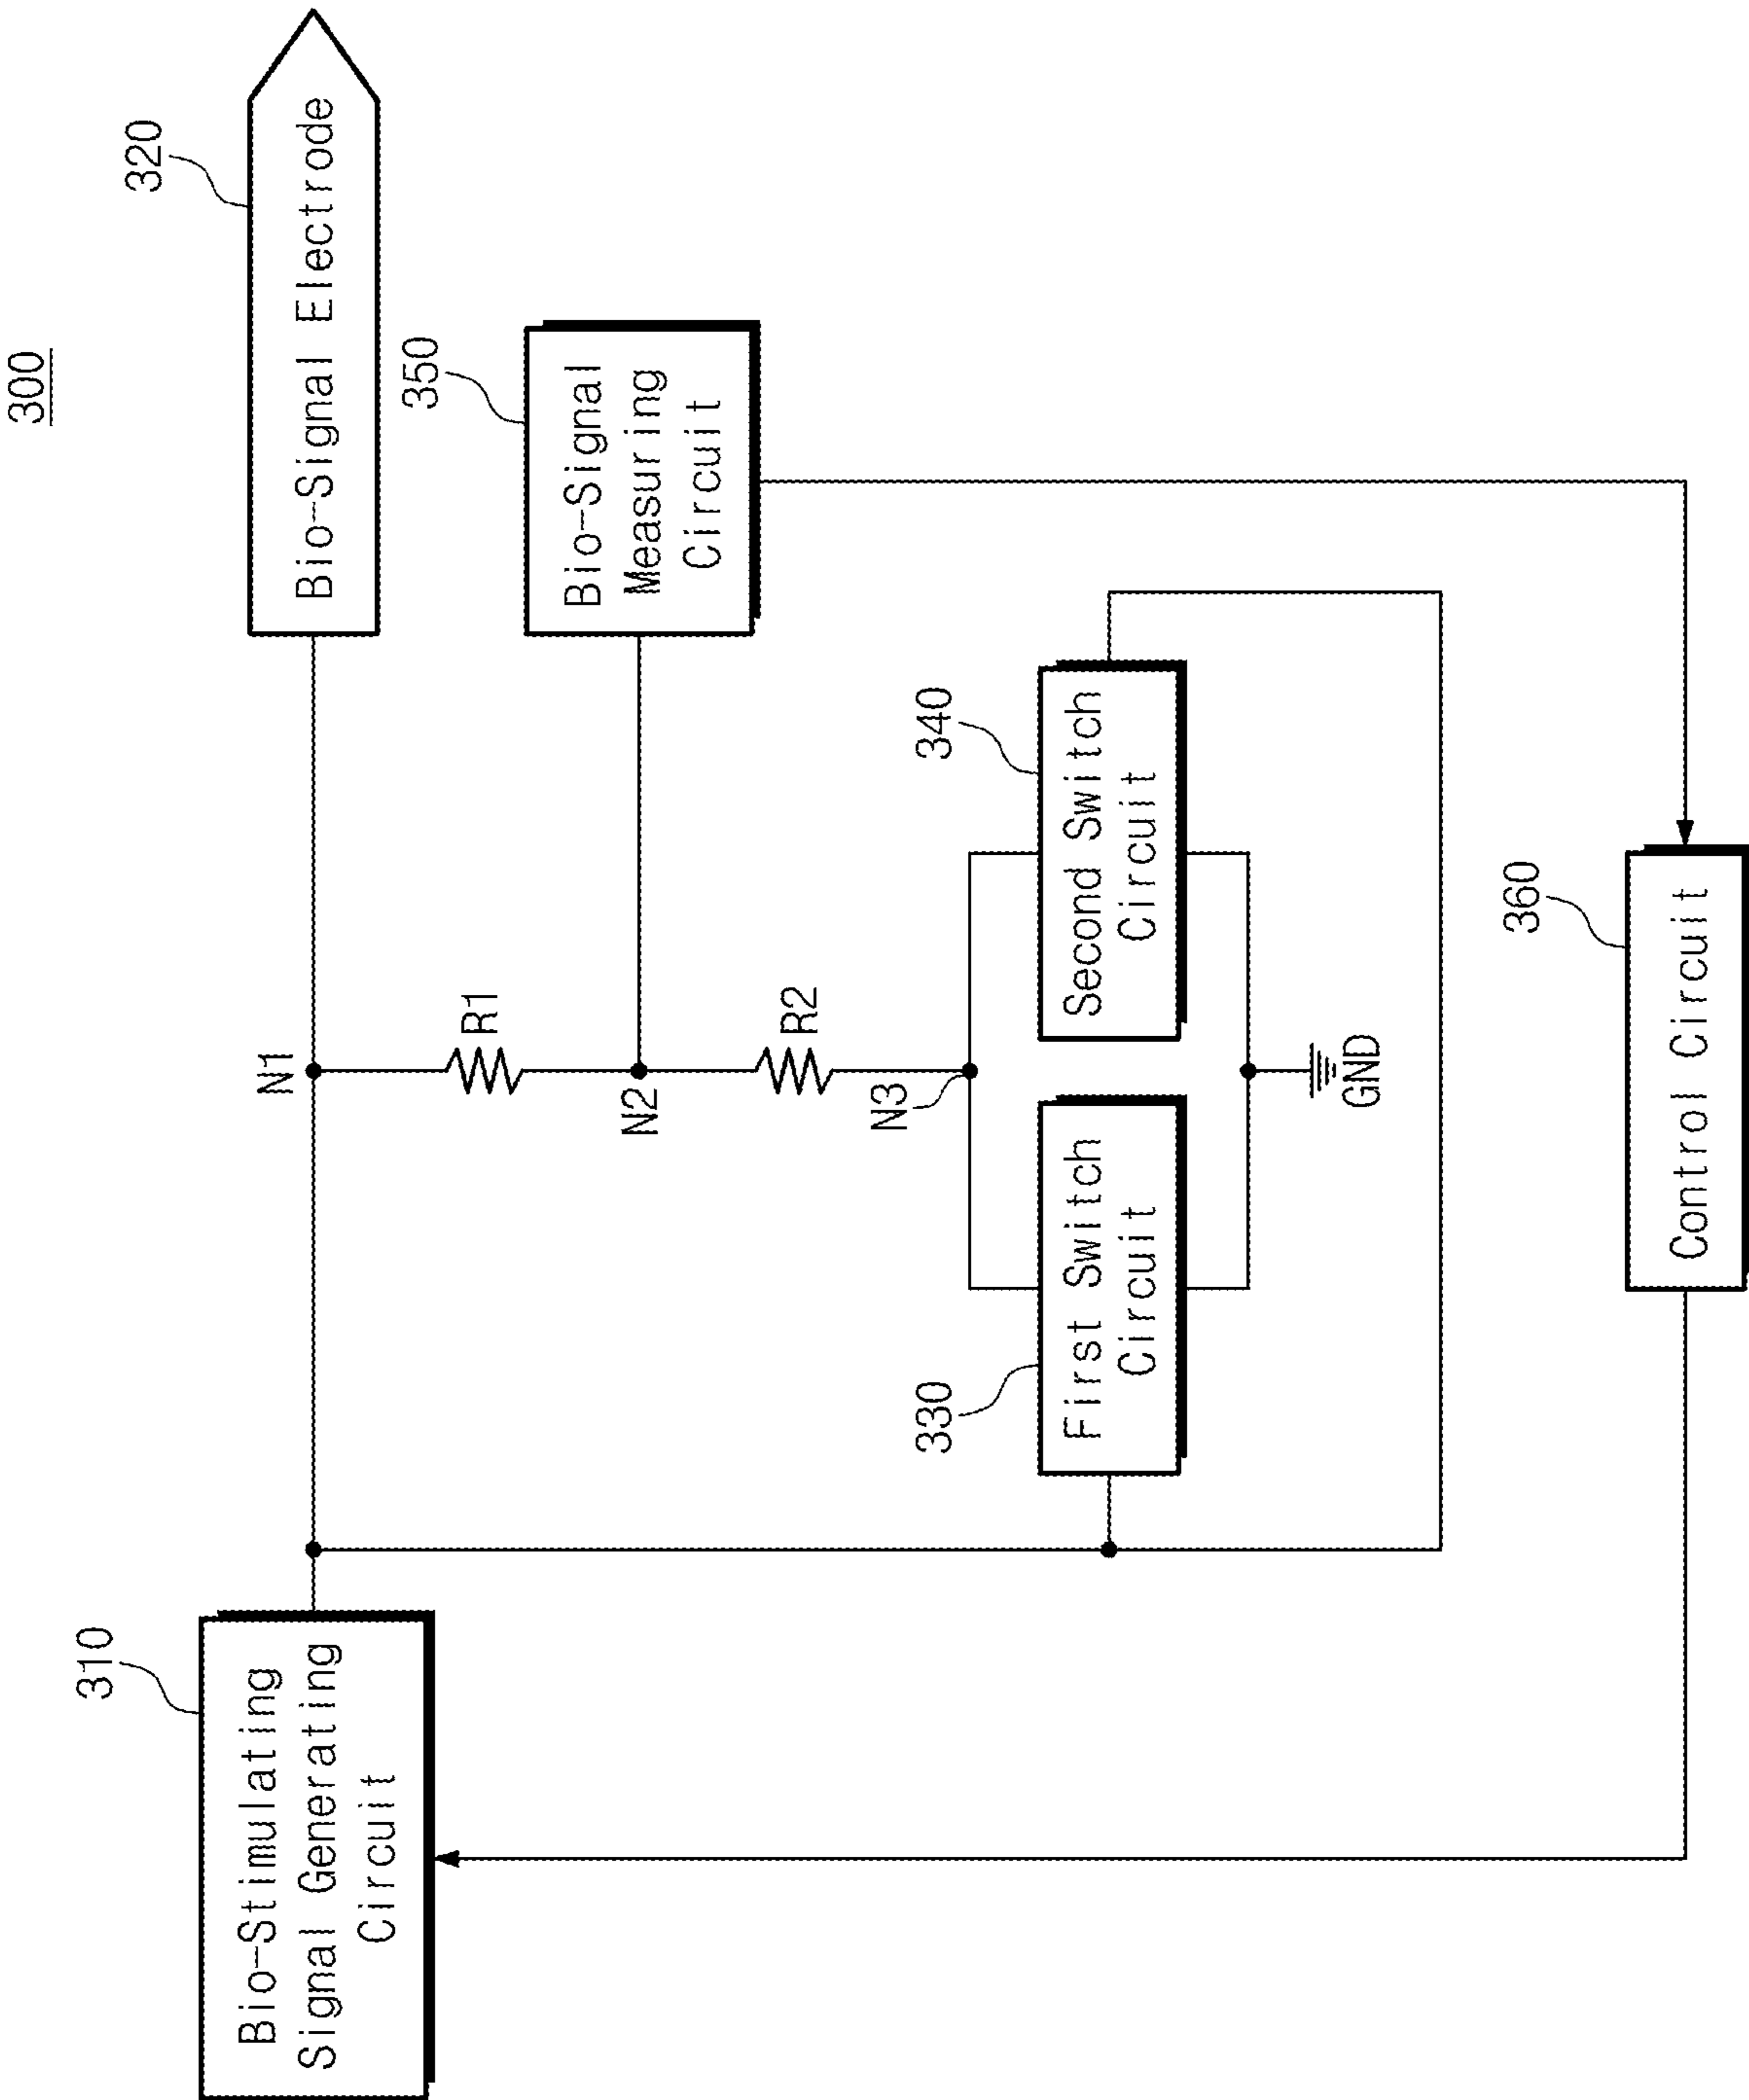 300
310
Bio-Stimulating
Signal Generating
Circuit
N1
320
Bio-Signal Electrode
R1
N2
350
Bio-Signal
Measuring
Circuit
R2
N3
330
First Switch
Circuit
340
Second Switch
Circuit
GND
360
Control Circuit